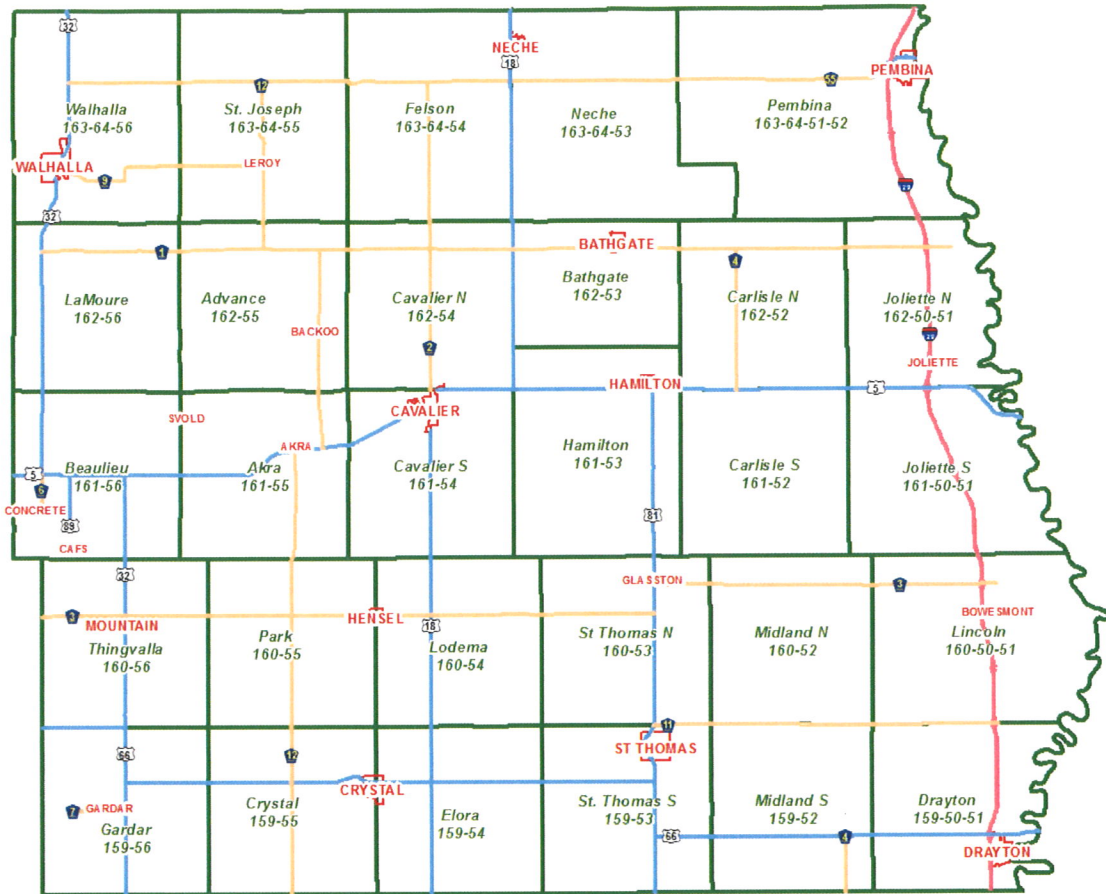 32
NECHE
18
PEMBINA
12
55
Walhalla
163-64-56
St. Joseph
163-64-55
Felson
163-64-54
Neche
163-64-53
Pembina
163-64-51-52
WALHALLA
LEROY
9
29
32
BATHGATE
1
4
Bathgate
162-53
LaMoure
162-56
Advance
162-55
Cavalier N
162-54
Carlisle N
162-52
Joliette N
162-50-51
BACKOO
29
2
JOLIETTE
HAMILTON
5
CAVALIER
SVOLD
AKRA
Hamilton
161-53
5
Beaulieu
161-56
Akra
161-55
Cavalier S
161-54
Carlisle S
161-52
Joliette S
161-50-51
6
CONCRETE
89
81
CAFS
32
GLASSTON
3
3
HENSEL
BOWESMONT
MOUNTAIN
18
Thingvalla
160-56
Park
160-55
Lodema
160-54
St Thomas N
160-53
Midland N
160-52
Lincoln
160-50-51
11
66
12
ST THOMAS
CRYSTAL
7
GARDAR
Gardar
159-56
Crystal
159-55
Elora
159-54
St. Thomas S
159-53
Midland S
159-52
Drayton
159-50-51
66
4
DRAYTON